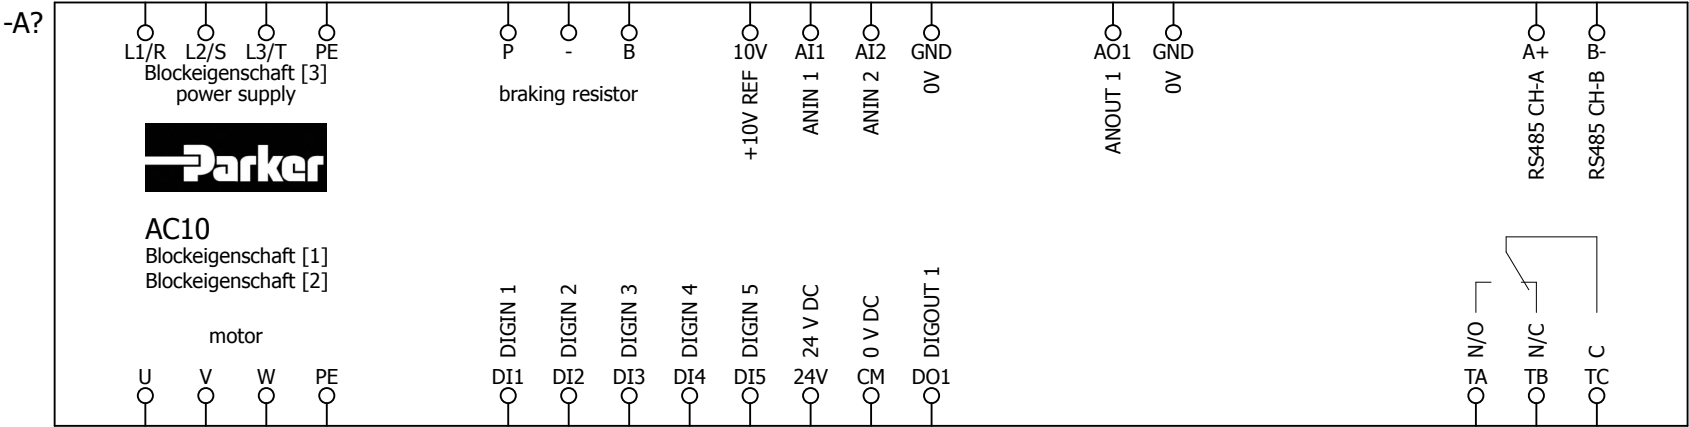 -A?
L1/R L2/S L3/T PE P - B 10V AI1 AI2 GND AO1 GND A+ B-
Blockeigenschaft [3]
power supply
braking resistor
+10V REF
ANIN 1
ANIN 2
0V
ANOUT 1
0V
RS485 CH-A
RS485 CH-B
Parker
AC10
Blockeigenschaft [1]
Blockeigenschaft [2]
motor
DIGIN 1
DIGIN 2
DIGIN 3
DIGIN 4
DIGIN 5
24 V DC
0 V DC
DIGOUT 1
N/O
N/C
C
U V W PE DI1 DI2 DI3 DI4 DI5 24V CM DO1 TA TB TC